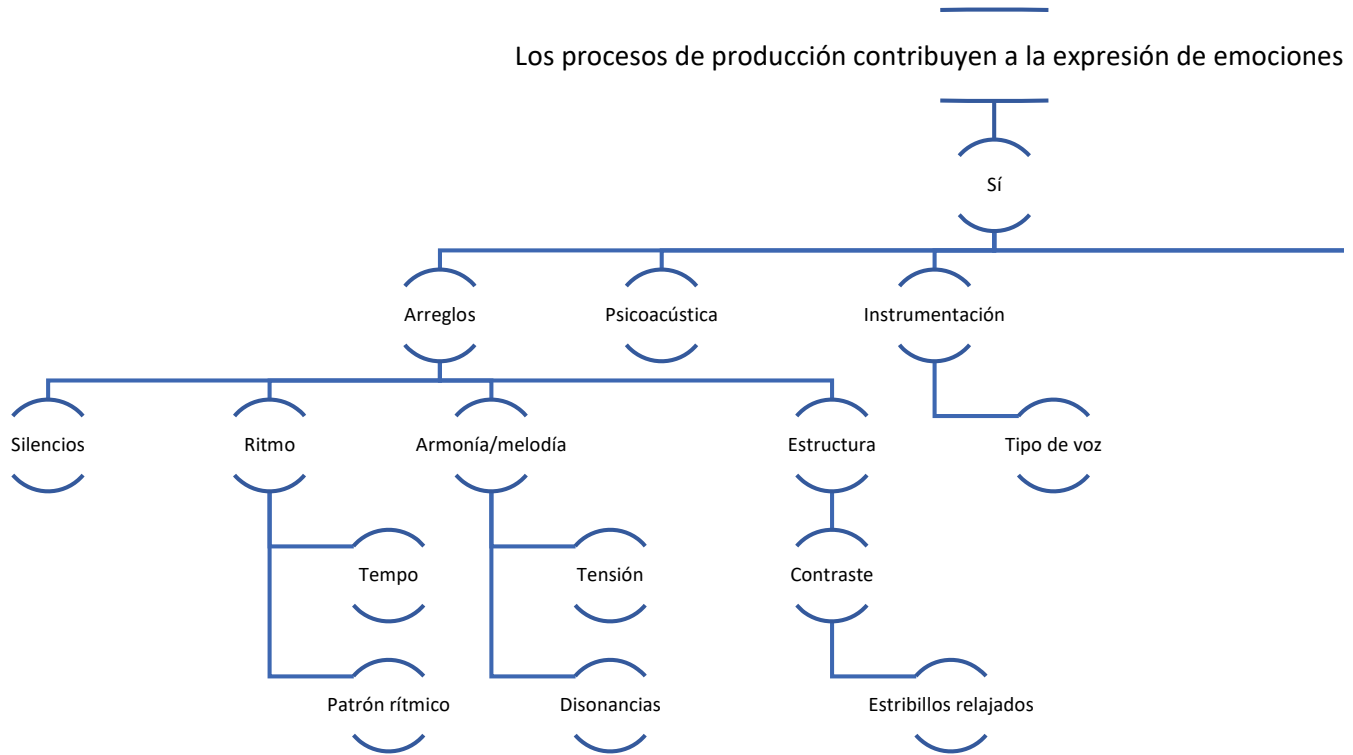 Los procesos de producción contribuyen a la expresión de emociones
Sí
Arreglos
Psicoacústica
Instrumentación
Silencios
Ritmo
Armonía/melodía
Estructura
Tipo de voz
Tempo
Tensión
Contraste
Patrón rítmico
Disonancias
Estribillos relajados